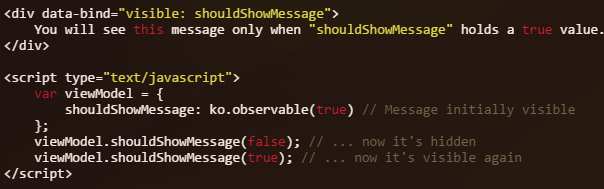 <div data-bind="visible: shouldShowMessage">
    You will see this message only when "shouldShowMessage" holds a true value.
</div>

<script type="text/javascript">
    var viewModel = {
        shouldShowMessage: ko.observable(true) // Message initially visible
    };
    viewModel.shouldShowMessage(false); // ... now it's hidden
    viewModel.shouldShowMessage(true); // ... now it's visible again
</script>